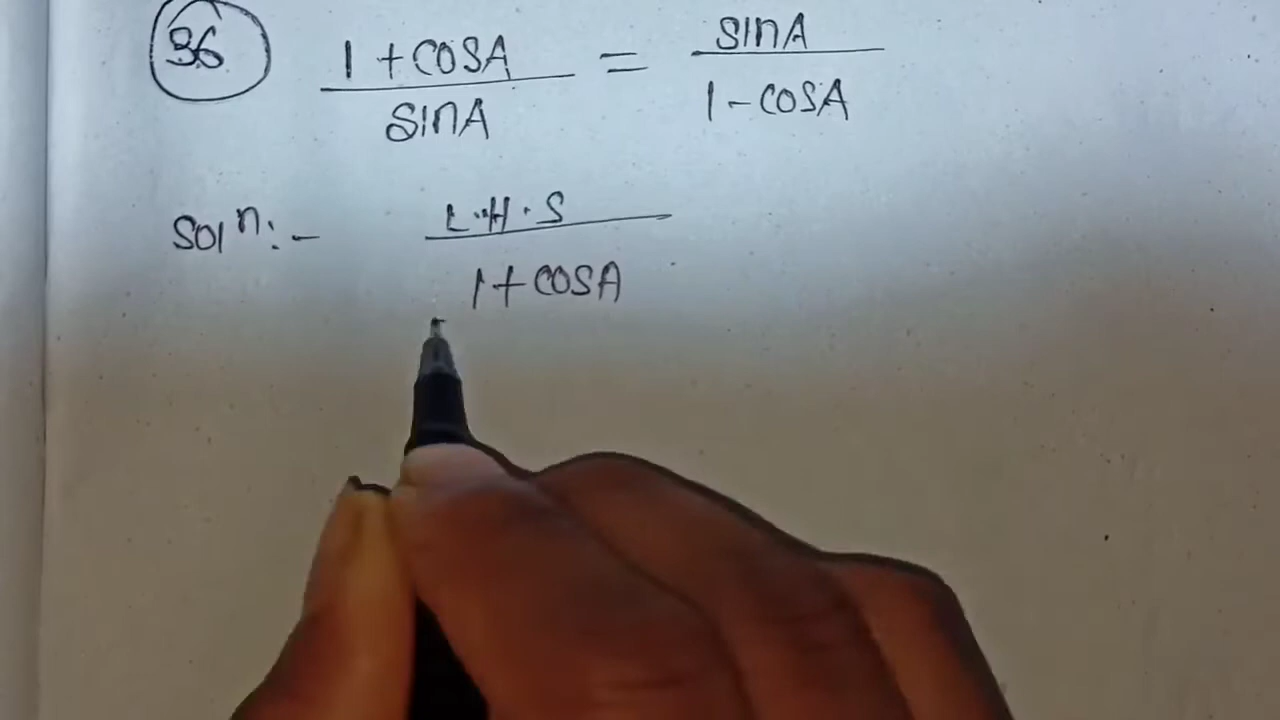 36 1 + COSA / sinA = sinA / 1 - COSA
Solⁿ:- L.H.S
1 + COSA